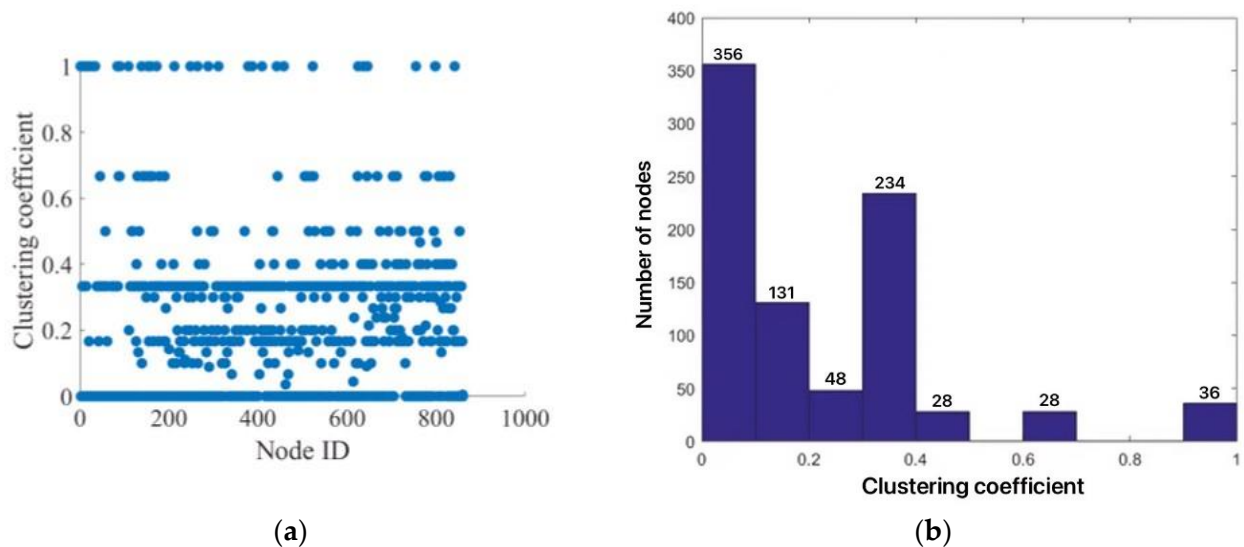 Clustering coefficient
1
0.8
0.6
0.4
0.2
0
0 200 400 600 800 1000
Node ID
(a)
Number of nodes
400
350
300
250
200
150
100
50
0
356
131
48
234
28
28
36
0 0.2 0.4 0.6 0.8 1
Clustering coefficient
(b)